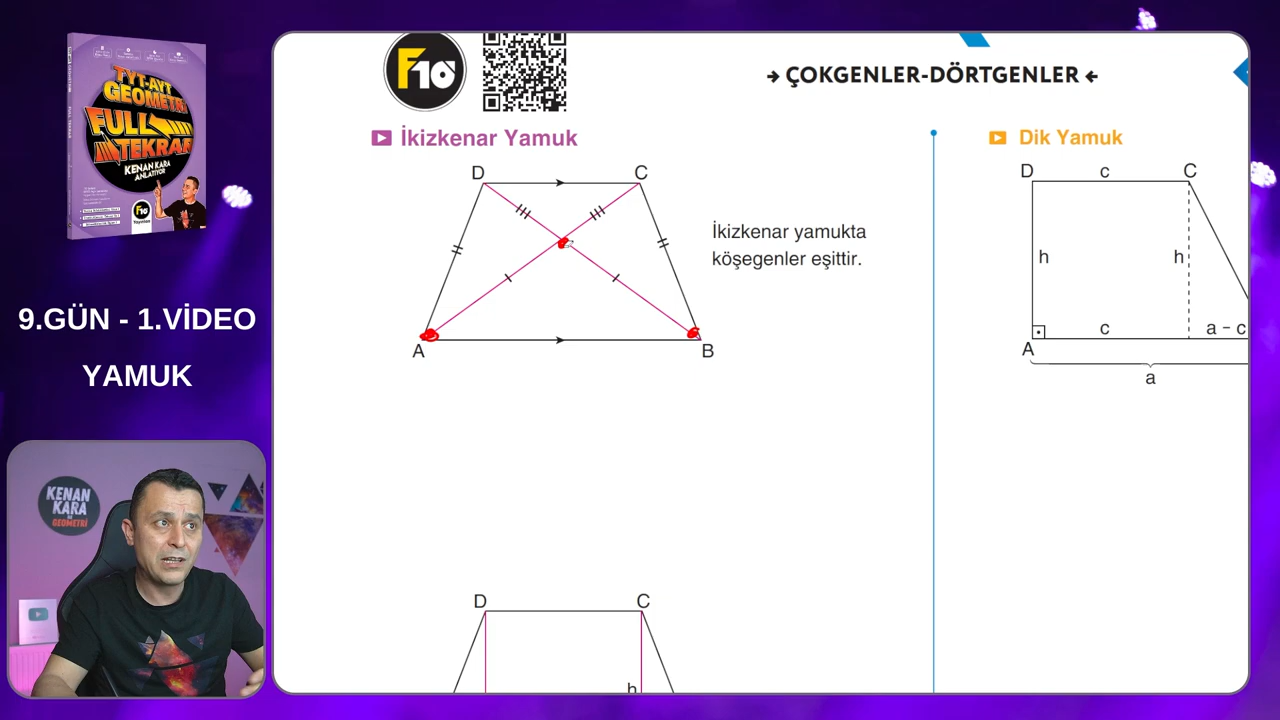 TYT-AYT
GEOMETRİ
FULL
TEKRAR
KENAN KARA
ANLATIYOR
F10
9.GÜN - 1.VİDEO
YAMUK
KENAN
KARA
GEOMETRİ
F10
ÇOKGENLER-DÖRTGENLER
İkizkenar Yamuk
D
C
A
B
İkizkenar yamukta
köşegenler eşittir.
D
C
h
Dik Yamuk
D
c
C
h
h
c
a - c
A
a